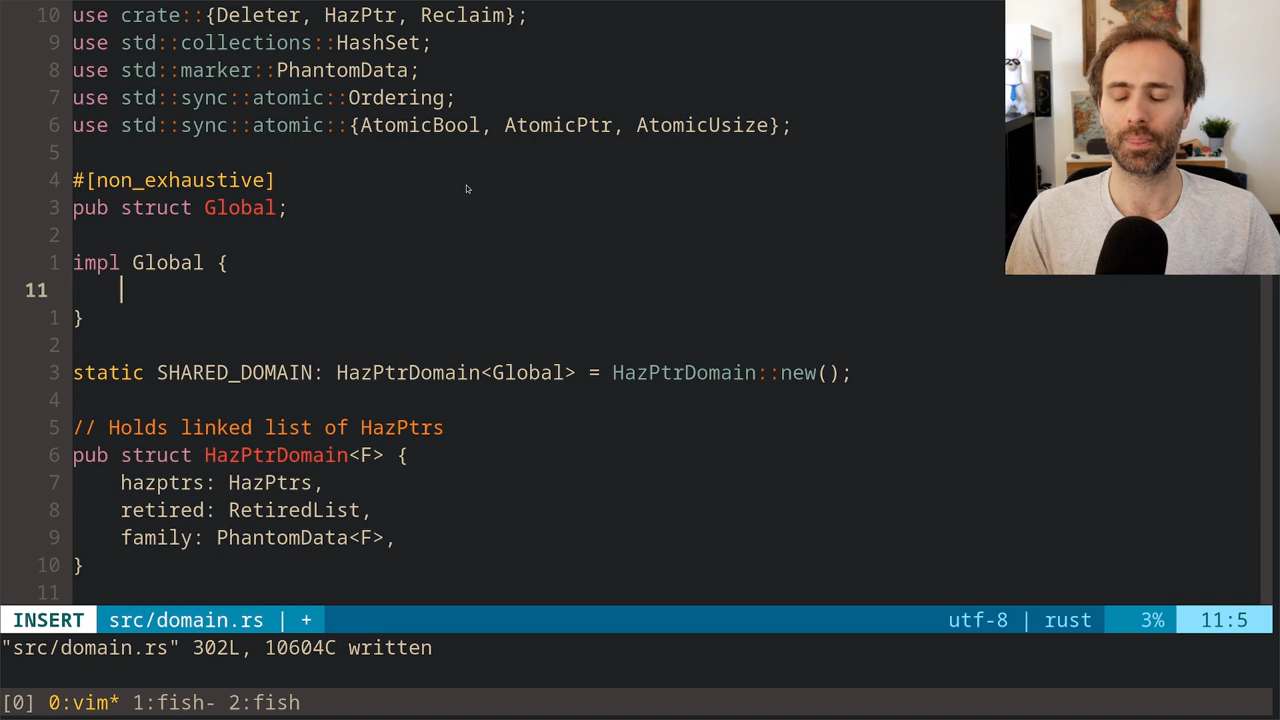 10 use crate::{Deleter, HazPtr, Reclaim};
9 use std::collections::HashSet;
8 use std::marker::PhantomData;
7 use std::sync::atomic::Ordering;
6 use std::sync::atomic::{AtomicBool, AtomicPtr, AtomicUsize};
5
4 #[non_exhaustive]
3 pub struct Global;
2
1 impl Global {
11
1 }
2
3 static SHARED_DOMAIN: HazPtrDomain<Global> = HazPtrDomain::new();
4
5 // Holds linked list of HazPtrs
6 pub struct HazPtrDomain<F> {
7     hazptrs: HazPtrs,
8     retired: RetiredList,
9     family: PhantomData<F>,
10 }
11
INSERT src/domain.rs | + utf-8 | rust 3% 11:5
"src/domain.rs" 302L, 10604C written
[0] 0:vim* 1:fish- 2:fish